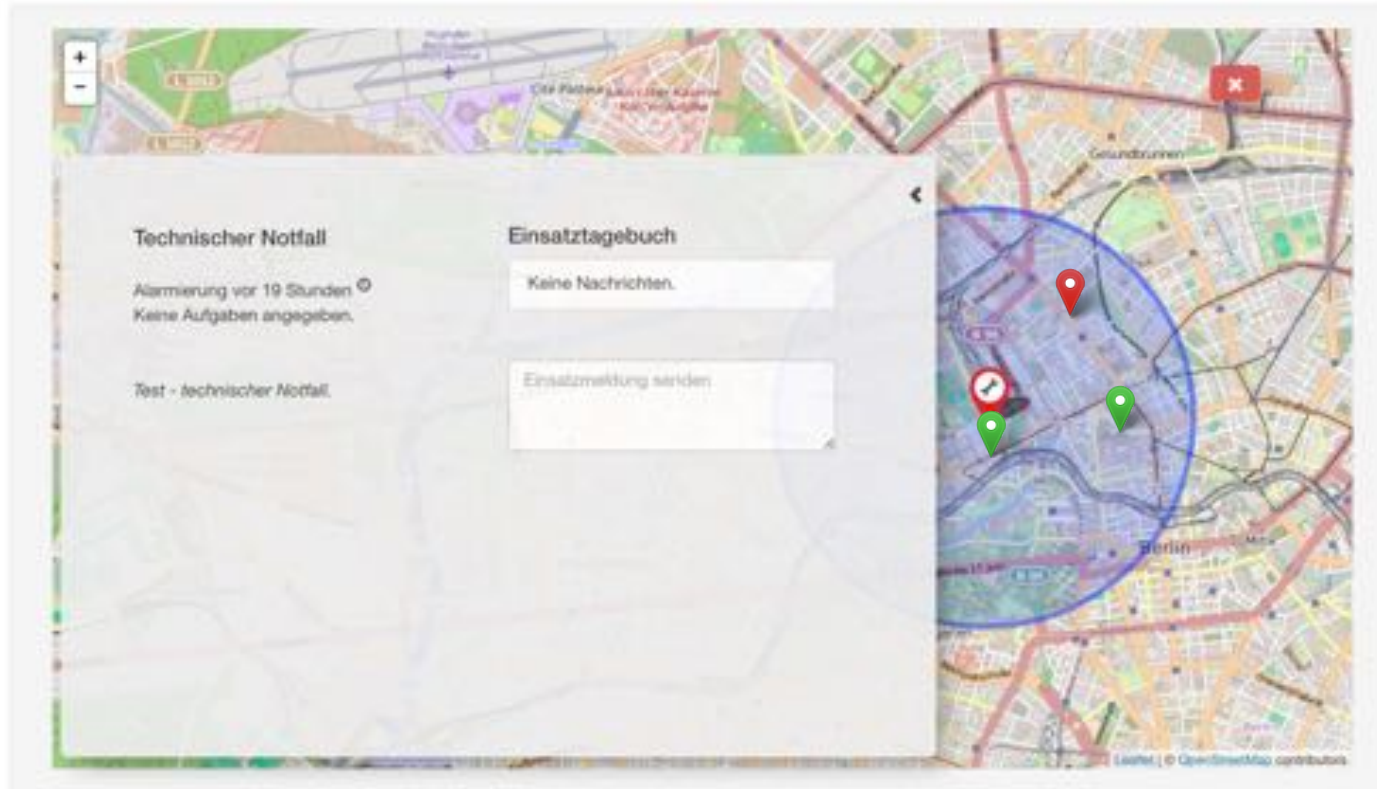 +
−
Gesundbrunnen
Technischer Notfall
Alarmierung vor 19 Stunden
Keine Aufgaben angegeben.
Test - technischer Notfall.
Einsatztagebuch
Keine Nachrichten.
Einsatzmeldung senden
Berlin
Mitte
Leaflet | © OpenStreetMap contributors